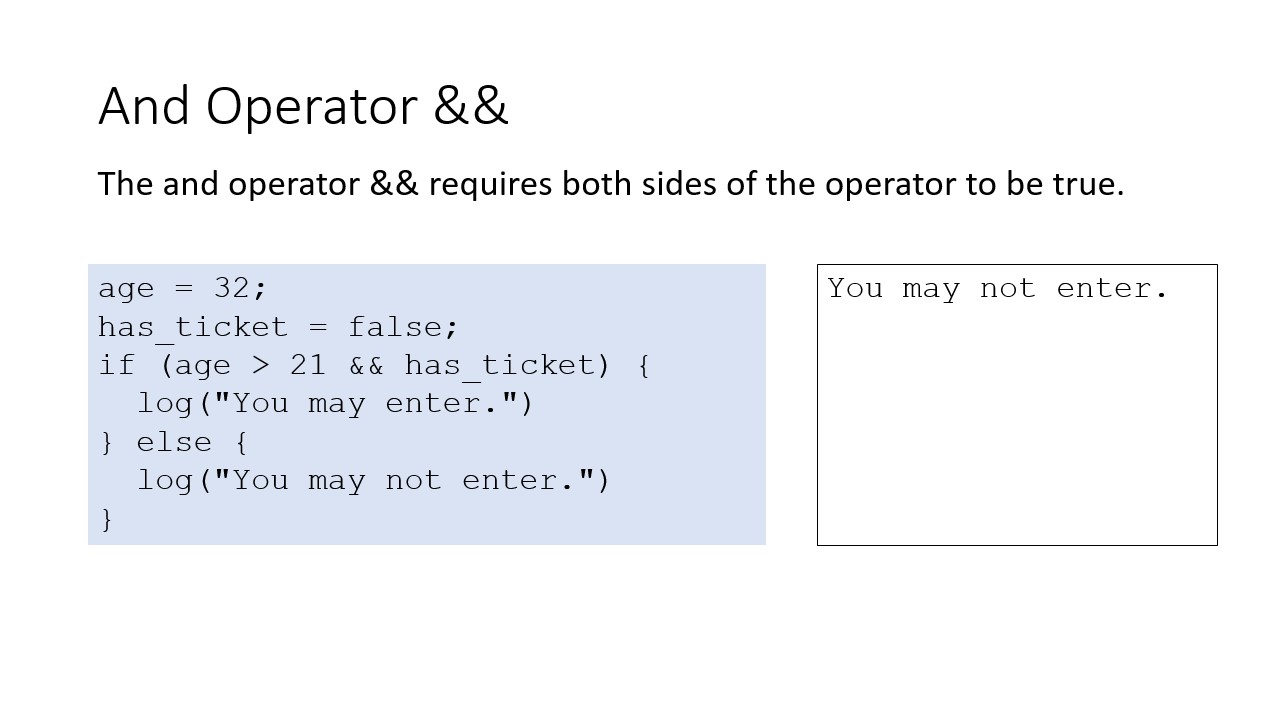 And Operator &&
The and operator && requires both sides of the operator to be true.
age = 32;
has_ticket = false;
if (age > 21 && has_ticket) {
  log("You may enter.")
} else {
  log("You may not enter.")
}
You may not enter.